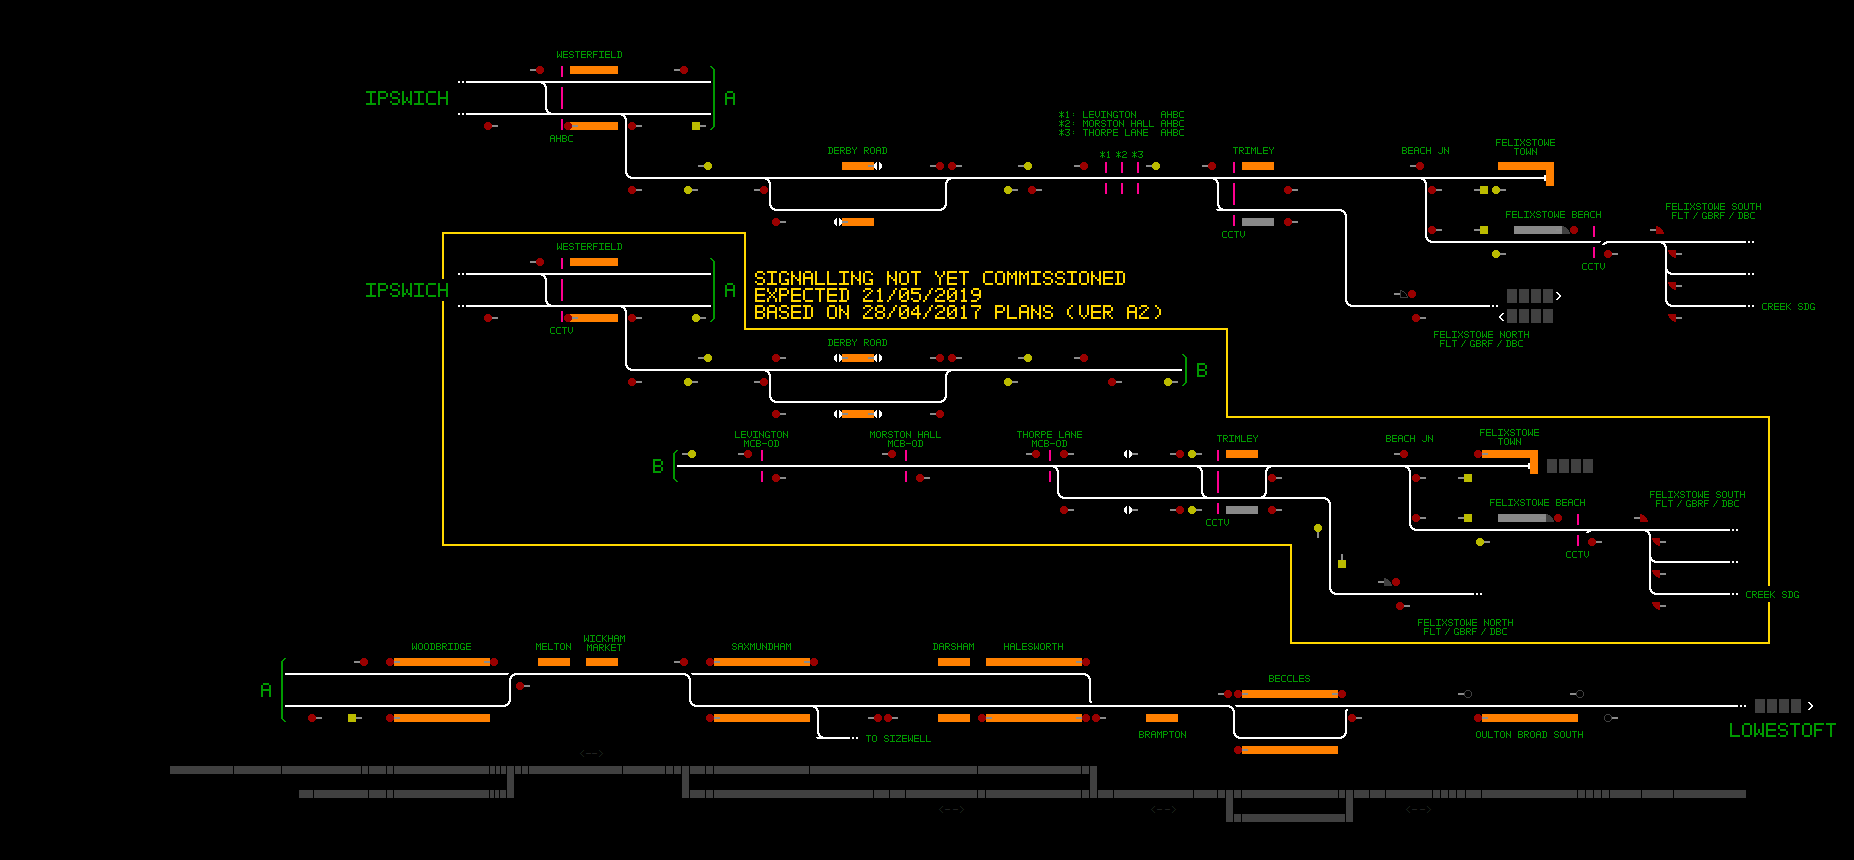 WESTERFIELD
IPSWICH
A
AHBC
*1: LEVINGTON AHBC
*2: MORSTON HALL AHBC
*3: THORPE LANE AHBC
DERBY ROAD
*1 *2 *3
TRIMLEY
CCTV
BEACH JN
FELIXSTOWE
TOWN
FELIXSTOWE BEACH
CCTV
FELIXSTOWE SOUTH
FLT / GBRF / DBC
CREEK SDG
FELIXSTOWE NORTH
FLT / GBRF / DBC
WESTERFIELD
IPSWICH
A
CCTV
SIGNALLING NOT YET COMMISSIONED
EXPECTED 21/05/2019
BASED ON 28/04/2017 PLANS (VER A2)
DERBY ROAD
B
B
LEVINGTON
MCB-OD
MORSTON HALL
MCB-OD
THORPE LANE
MCB-OD
TRIMLEY
CCTV
BEACH JN
FELIXSTOWE
TOWN
FELIXSTOWE BEACH
CCTV
FELIXSTOWE SOUTH
FLT / GBRF / DBC
CREEK SDG
FELIXSTOWE NORTH
FLT / GBRF / DBC
A
WOODBRIDGE
MELTON
WICKHAM
MARKET
SAXMUNDHAM
DARSHAM
HALESWORTH
TO SIZEWELL
BRAMPTON
BECCLES
OULTON BROAD SOUTH
LOWESTOFT
<-->
<-->
<-->
<-->